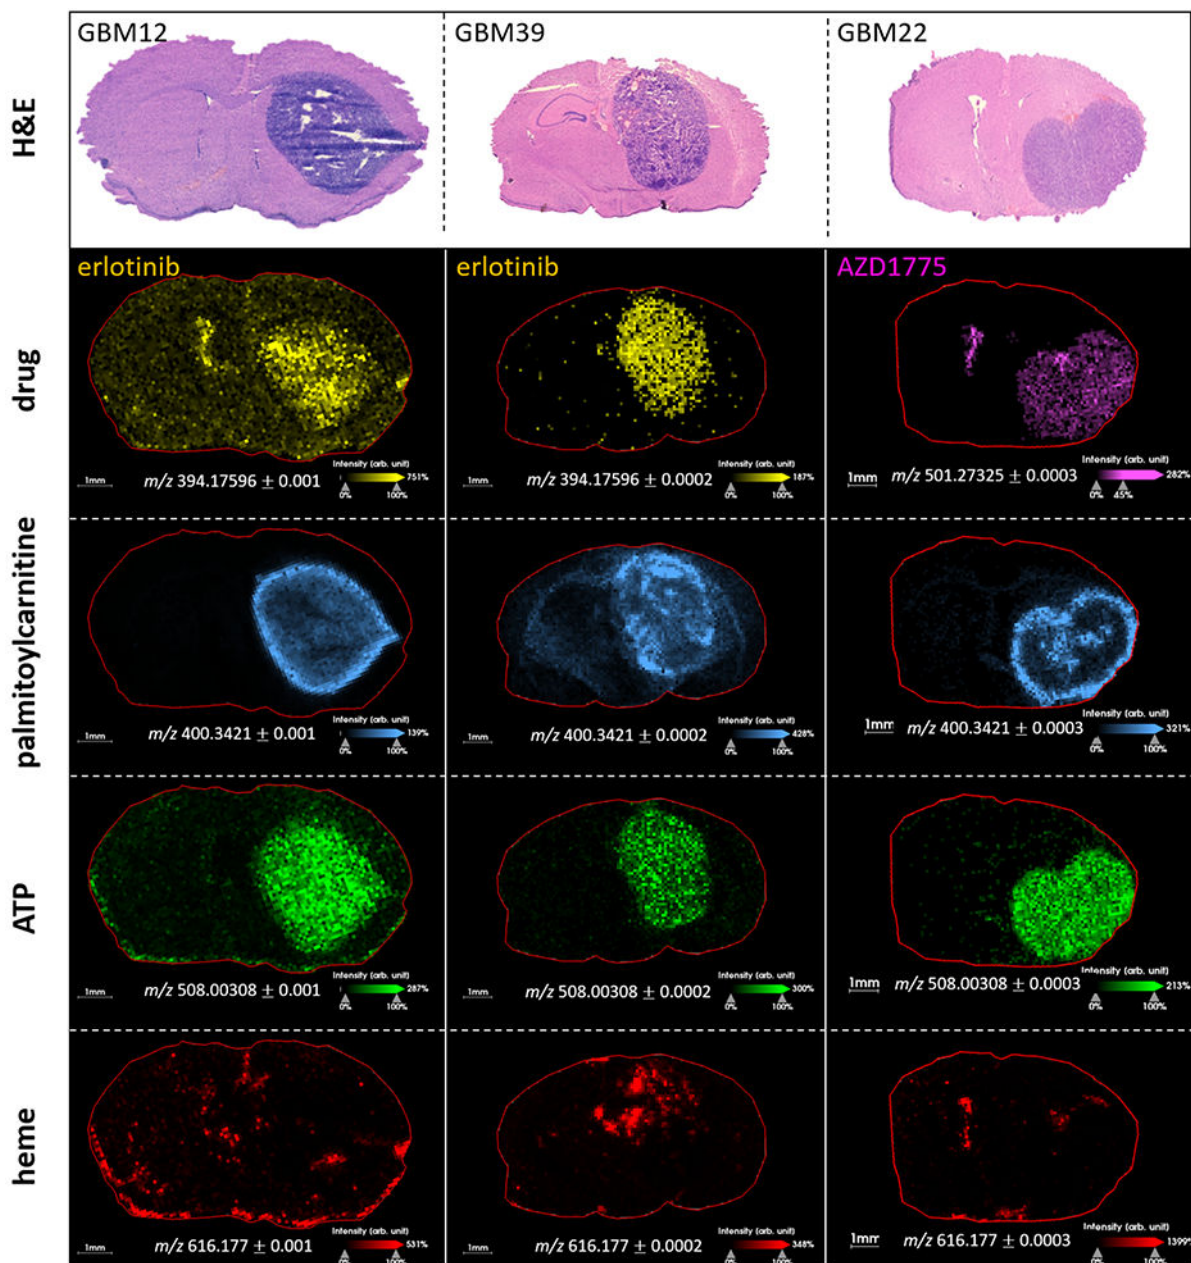 GBM12
GBM39
GBM22
H&E
erlotinib
erlotinib
AZD1775
drug
Intensity (arb. unit)
751%
0% 100%
1mm
m/z 394.17596 ± 0.001
Intensity (arb. unit)
187%
0% 100%
1mm
m/z 394.17596 ± 0.0002
Intensity (arb. unit)
282%
0% 45%
1mm
m/z 501.27325 ± 0.0003
palmitoylcarnitine
Intensity (arb. unit)
139%
0% 100%
1mm
m/z 400.3421 ± 0.001
Intensity (arb. unit)
428%
0% 100%
1mm
m/z 400.3421 ± 0.0002
Intensity (arb. unit)
321%
0% 100%
1mm
m/z 400.3421 ± 0.0003
ATP
Intensity (arb. unit)
287%
0% 100%
1mm
m/z 508.00308 ± 0.001
Intensity (arb. unit)
300%
0% 100%
1mm
m/z 508.00308 ± 0.0002
Intensity (arb. unit)
213%
0% 100%
1mm
m/z 508.00308 ± 0.0003
heme
Intensity (arb. unit)
531%
0% 100%
1mm
m/z 616.177 ± 0.001
Intensity (arb. unit)
348%
0% 100%
1mm
m/z 616.177 ± 0.0002
Intensity (arb. unit)
1399%
0% 100%
1mm
m/z 616.177 ± 0.0003